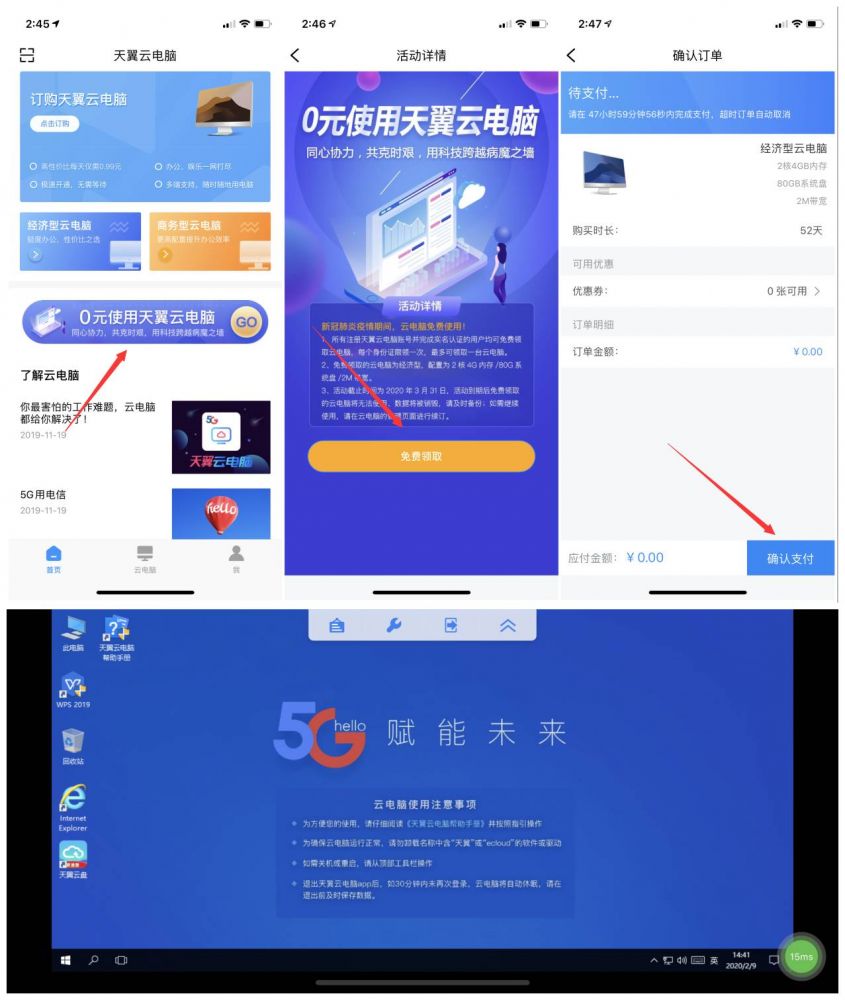 2:45
天翼云电脑
订购天翼云电脑
点击订购
高性价比每天仅需0.99元
办公、娱乐一网打尽
极速开通，无需等待
多端支持，随时随地用电脑
经济型云电脑
轻度办公，性价比之选
商务型云电脑
更高配置提升办公效率
0元使用天翼云电脑
同心协力，共克时艰，用科技跨越病魔之墙
GO
了解云电脑
你最害怕的工作难题，云电脑
都给你解决了！
2019-11-19
5G
天翼云电脑
5G用电信
2019-11-19
hello
首页
云电脑
我
2:46
活动详情
0元使用天翼云电脑
同心协力，共克时艰，用科技跨越病魔之墙
活动详情
新冠肺炎疫情期间，云电脑免费使用！
1、所有注册天翼云电脑账号并完成实名认证的用户均可免费领
取云电脑，每个身份证限领一次，最多可领取一台云电脑。
2、免费领取的云电脑为经济型，配置为 2 核 4G 内存 /80G 系
统盘 /2M 带宽。
3、活动截止时间为 2020 年 3 月 31 日，活动到期后免费领取
的云电脑将无法使用，数据将被销毁，请及时备份；如需继续
使用，请在云电脑的管理页面进行续订。
免费领取
2:47
确认订单
待支付...
请在 47小时59分钟56秒内完成支付，超时订单自动取消
经济型云电脑
2核4GB内存
80GB系统盘
2M带宽
购买时长：
52天
可用优惠
优惠券：
0 张可用
订单明细
订单金额：
¥ 0.00
应付金额： ¥ 0.00
确认支付
此电脑
天翼云电脑
帮助手册
WPS 2019
回收站
Internet
Explorer
天翼云盘
5G hello 赋能未来
云电脑使用注意事项
为方便您的使用，请仔细阅读《天翼云电脑帮助手册》并按照指引操作
为确保云电脑运行正常，请勿卸载名称中含“天翼”或“ecloud”的软件或驱动
如需关机或重启，请从顶部工具栏操作
退出天翼云电脑app后，如30分钟内未再次登录，云电脑将自动休眠，请在
退出前及时保存数据。
英
14:41
2020/2/9
15ms